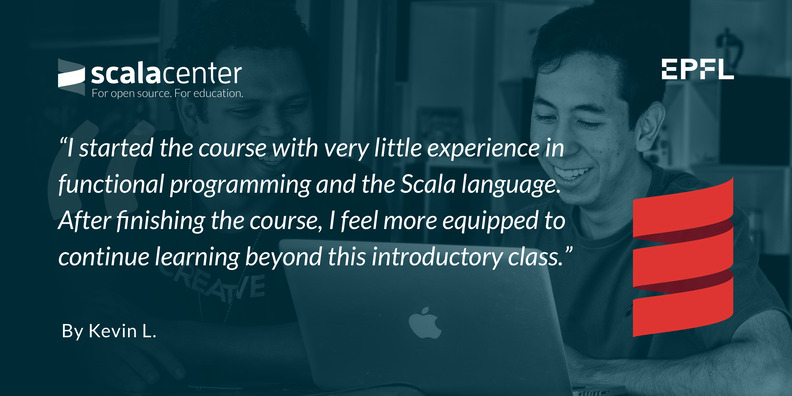 scalacenter
For open source. For education.
EPFL
“I started the course with very little experience in
functional programming and the Scala language.
After finishing the course, I feel more equipped to
continue learning beyond this introductory class.”
CREATIVE
By Kevin L.